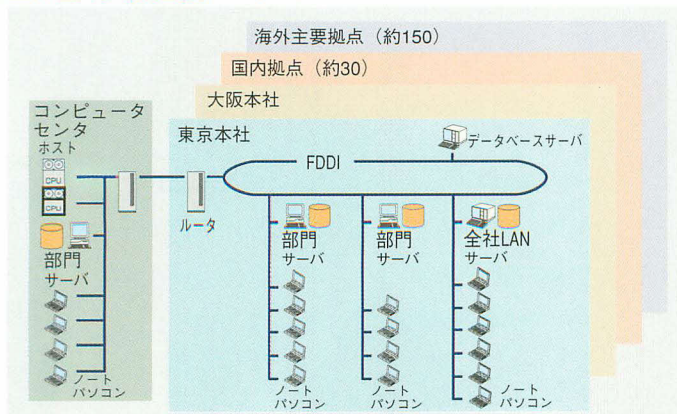 海外主要拠点（約150）
国内拠点（約30）
大阪本社
東京本社
コンピュータ
センタ
ホスト
CPU
CPU
部門
サーバ
ノート
パソコン
ルータ
FDDI
データベースサーバ
部門
サーバ
ノート
パソコン
部門
サーバ
ノート
パソコン
全社LAN
サーバ
ノート
パソコン